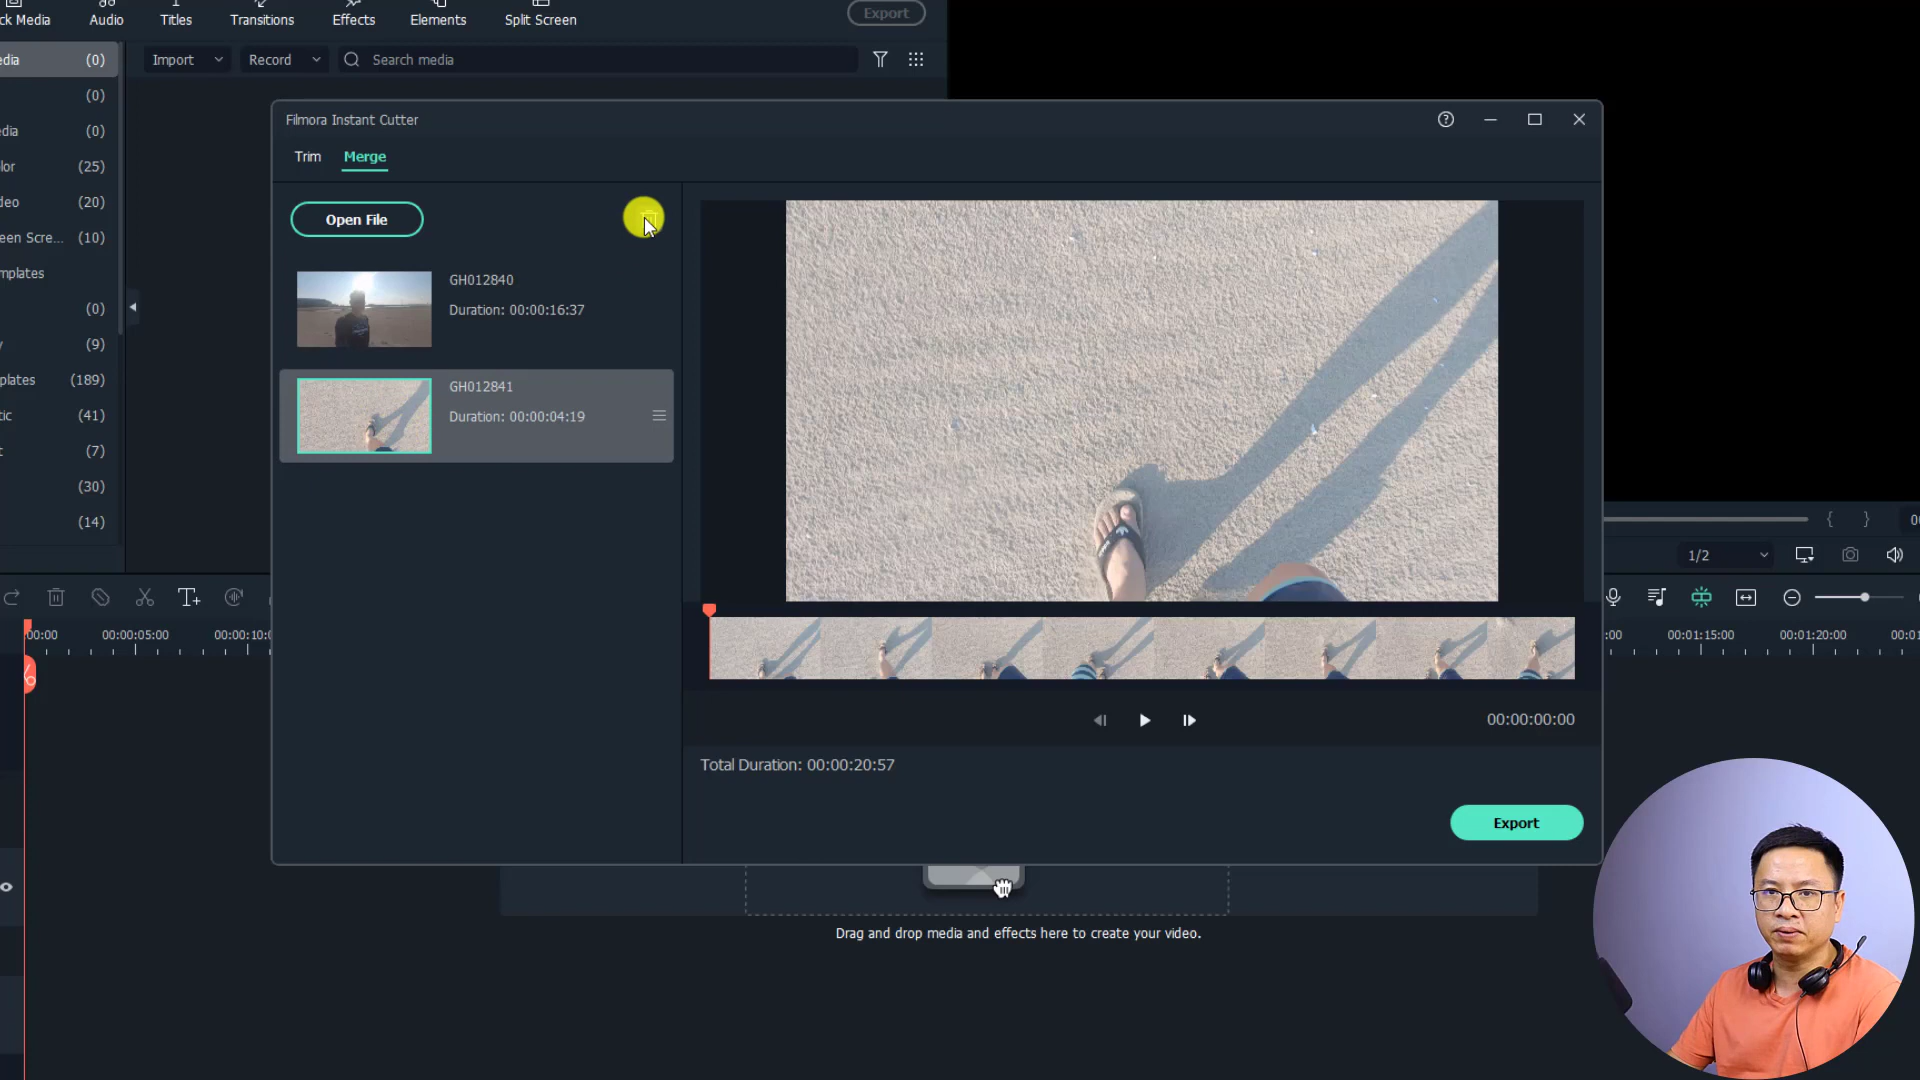 ck Media
Audio
Titles
Transitions
Effects
Elements
Split Screen
Export
edia (0)
Import
Record
Search media
(0)
edia (0)
lor (25)
deo (20)
een Scre... (10)
mplates
(0)
y (9)
plates (189)
tic (41)
t (7)
(30)
(14)
Filmora Instant Cutter
Trim
Merge
Open File
GH012840
Duration: 00:00:16:37
GH012841
Duration: 00:00:04:19
00:00:00:00
Total Duration: 00:00:20:57
Export
1/2
00
:00:00
00:00:05:00
00:00:10:0
:00
00:01:15:00
00:01:20:00
00:01
Drag and drop media and effects here to create your video.